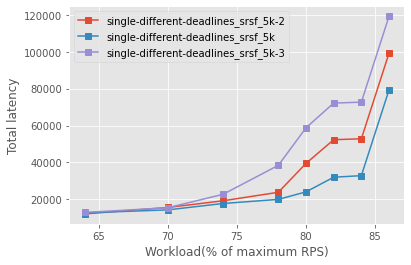 single-different-deadlines_srsf_5k-2
single-different-deadlines_srsf_5k
single-different-deadlines_srsf_5k-3
120000
100000
80000
60000
40000
20000
Total latency
65 70 75 80 85
Workload(% of maximum RPS)